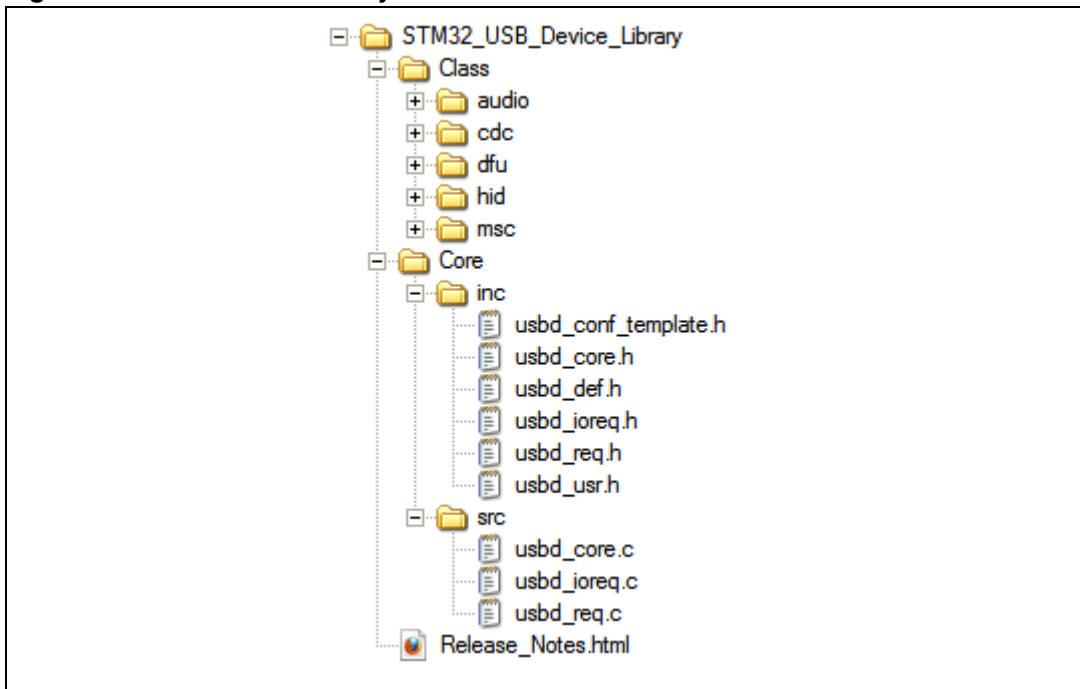 STM32_USB_Device_Library
Class
audio
cdc
dfu
hid
msc
Core
inc
usbd_conf_template.h
usbd_core.h
usbd_def.h
usbd_ioreq.h
usbd_req.h
usbd_usr.h
src
usbd_core.c
usbd_ioreq.c
usbd_req.c
Release_Notes.html